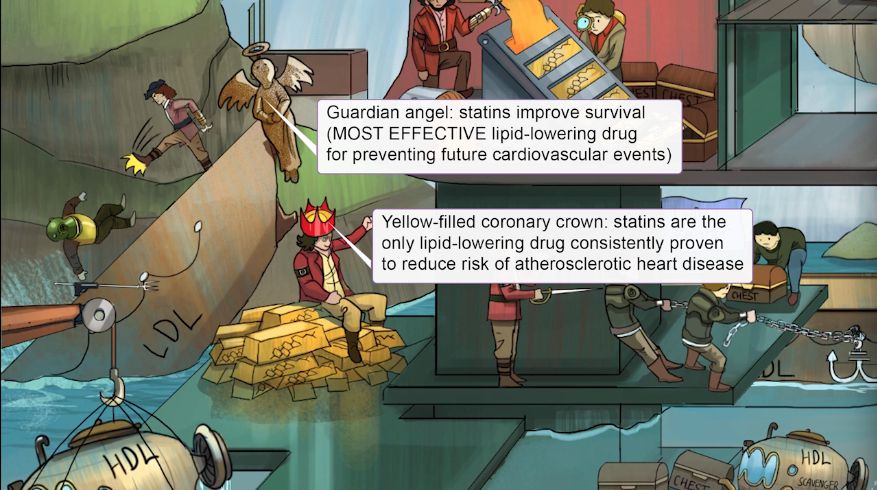 CHEST
CHEST
Guardian angel: statins improve survival
(MOST EFFECTIVE lipid-lowering drug
for preventing future cardiovascular events)
Yellow-filled coronary crown: statins are the
only lipid-lowering drug consistently proven
to reduce risk of atherosclerotic heart disease
CHEST
LDL
DL
HDL
HDL
SCAVENGER
CHEST